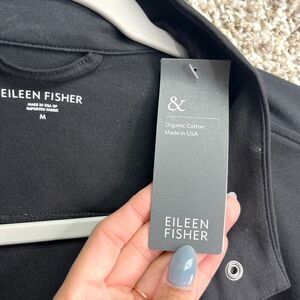 EILEEN FISHER
MADE IN USA OF
IMPORTED FABRIC
M
&
Organic Cotton
Made in USA
EILEEN
FISHER